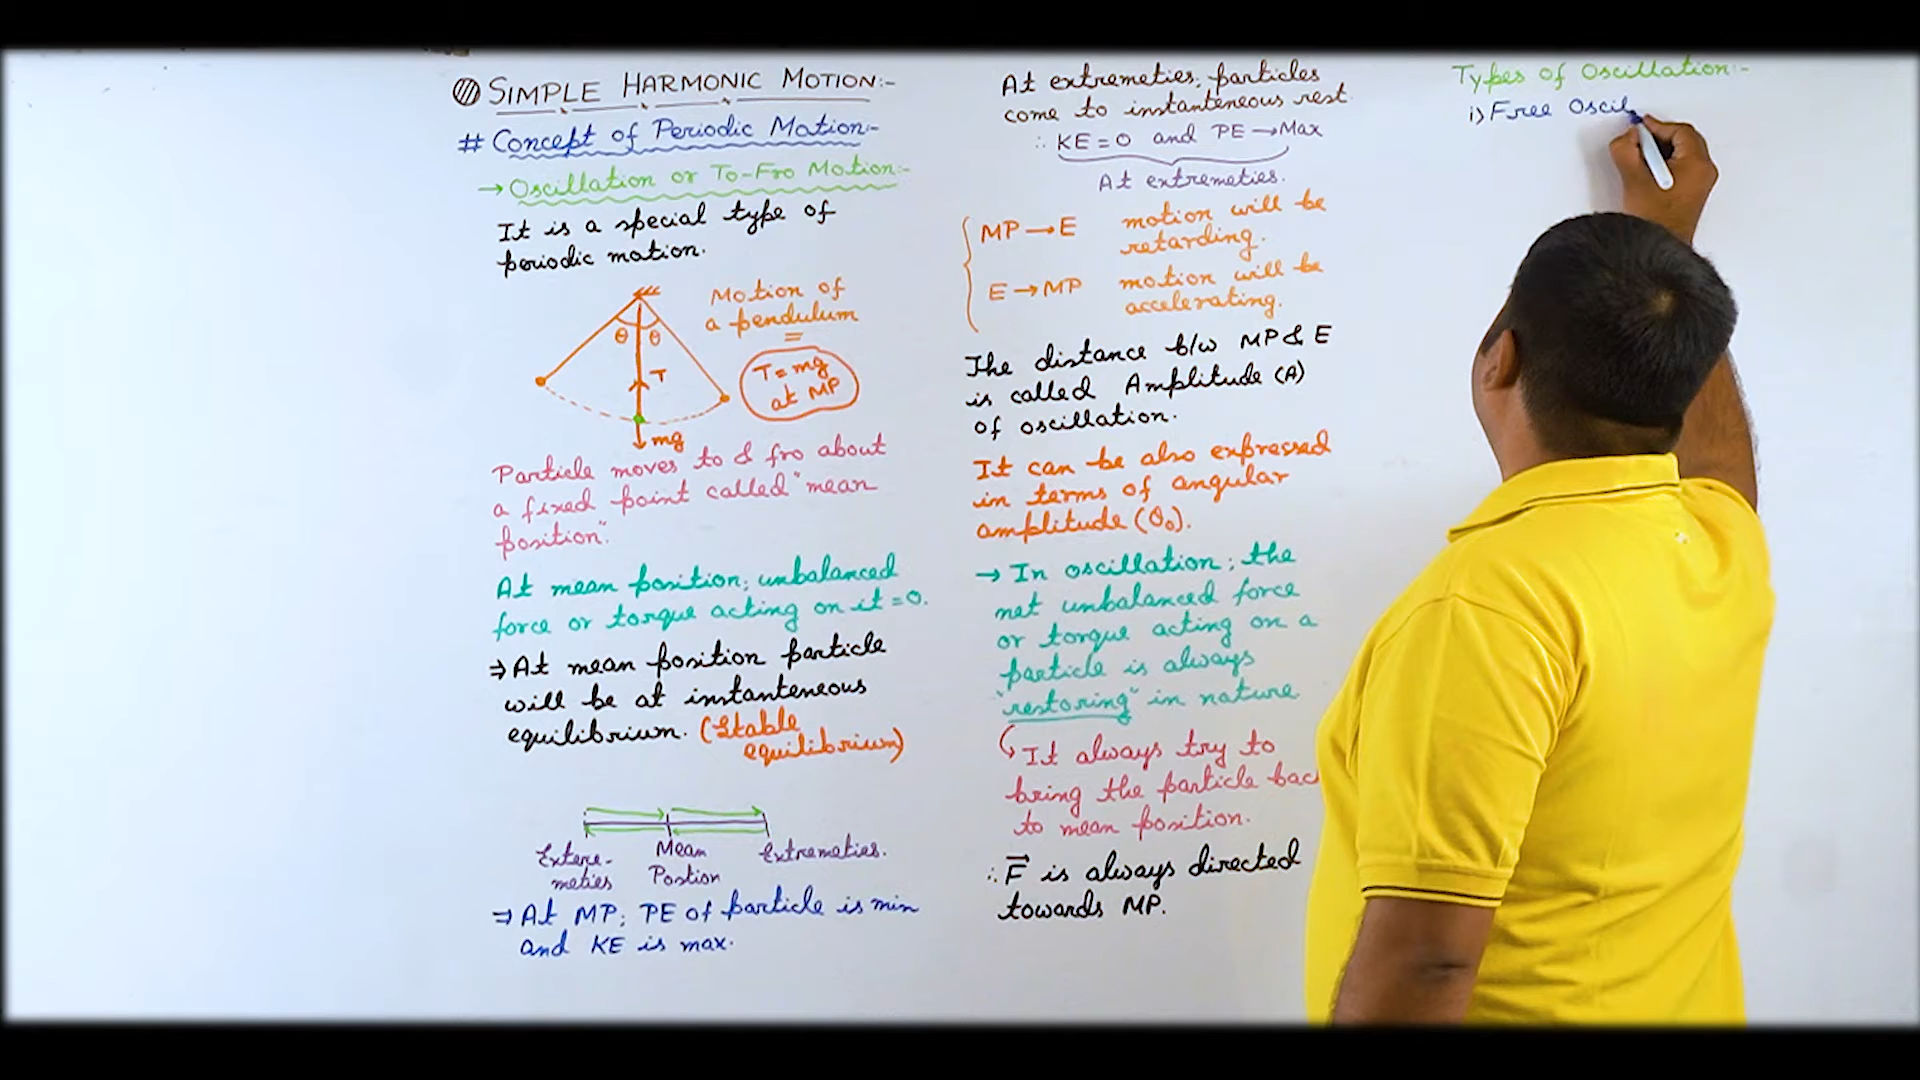 SIMPLE HARMONIC MOTION:-
# Concept of Periodic Motion:-
→ Oscillation or To-Fro Motion:-
It is a special type of
periodic motion.
Motion of
a pendulum
θ θ
T
T = mg
at MP
mg
Particle moves to & fro about
a fixed point called "mean
position".
At mean position; unbalanced
force or torque acting on it = 0.
⇒ At mean position particle
will be at instanteneous
equilibrium. (Stable
equilibrium)
Extere-
meties
Mean
Postion
Extremeties.
⇒ At MP; PE of particle is min
and KE is max.
At extremeties; particles
come to instanteneous rest.
∴ KE = 0 and PE → Max
At extremeties.
MP → E motion will be
retarding.
E → MP motion will be
accelerating.
The distance b/w MP & E
is called Amplitude (A)
of oscillation.
It can be also expressed
in terms of angular
amplitude (θ₀).
→ In oscillation; the
net unbalanced force
or torque acting on a
particle is always
"restoring" in nature
It always try to
bring the particle bac
to mean position.
∴ F⃗ is always directed
towards MP.
Types of Oscillation:-
i) Free Oscil